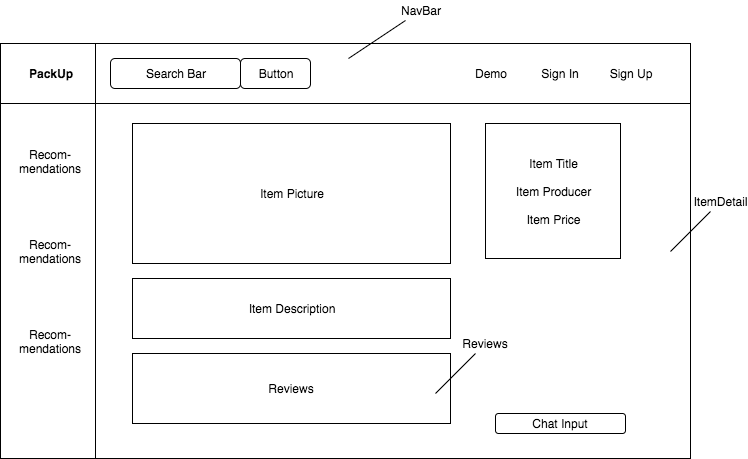 NavBar
PackUp
Search Bar
Button
Demo
Sign In
Sign Up
Recom-
mendations
Item Picture
Item Title
Item Producer
Item Price
ItemDetail
Recom-
mendations
Item Description
Recom-
mendations
Reviews
Reviews
Chat Input